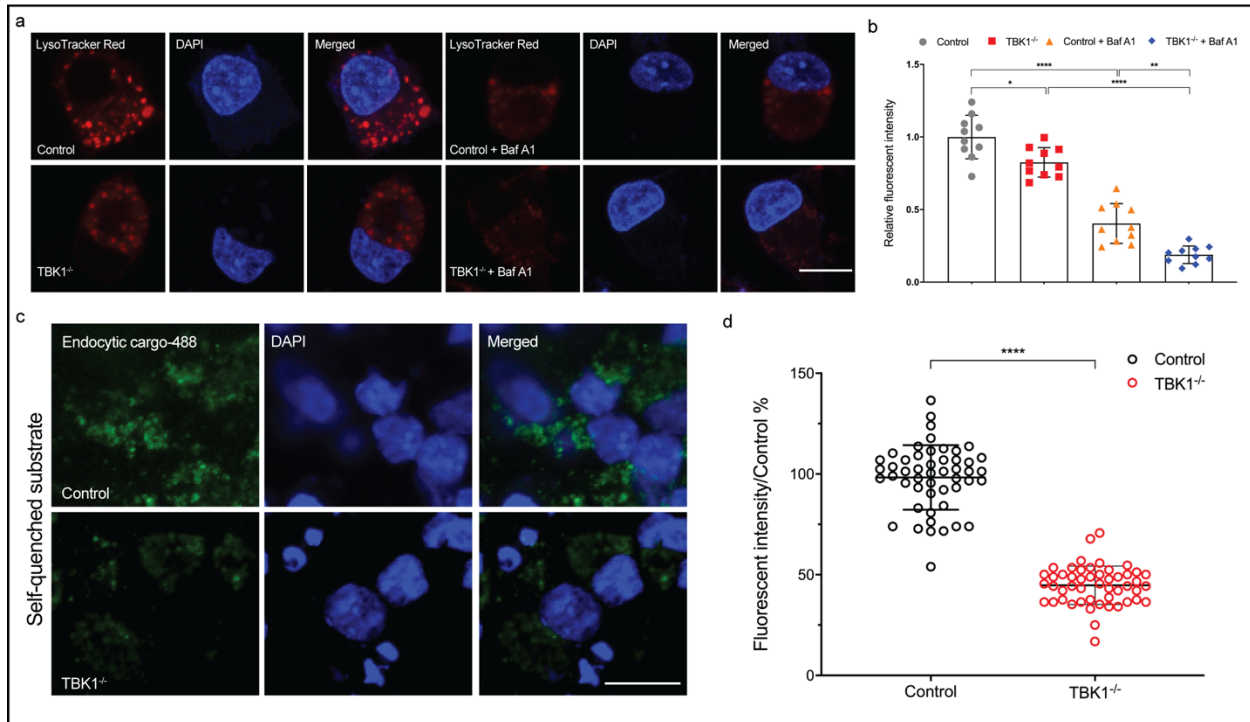 a
LysoTracker Red DAPI Merged LysoTracker Red DAPI Merged
Control Control + Baf A1
TBK1-/- TBK1-/- + Baf A1
b
Control TBK1-/- Control + Baf A1 TBK1-/- + Baf A1
**** **
* ****
1.5
1.0
0.5
0.0
Relative fluorescent intensity
c
Endocytic cargo-488 DAPI Merged
Control
TBK1-/-
Self-quenched substrate
d
****
Control
TBK1-/-
150
100
50
0
Fluorescent intensity/Control %
Control TBK1-/-